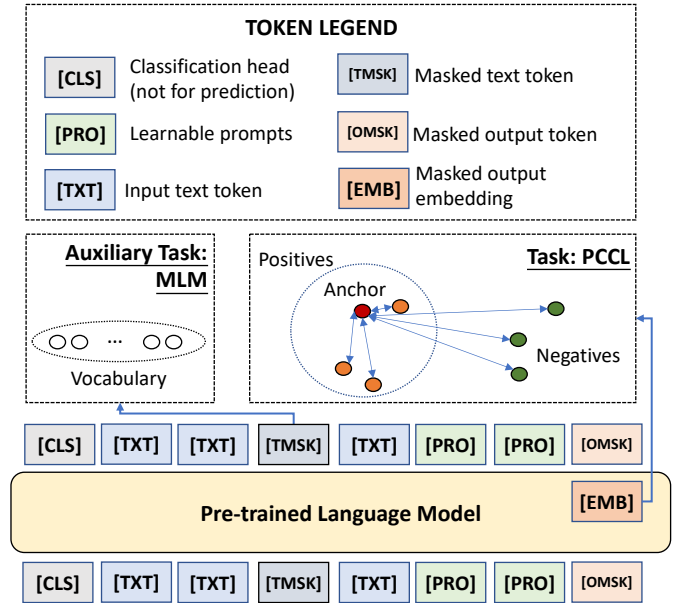 TOKEN LEGEND
[CLS] Classification head
(not for prediction)
[TMSK] Masked text token
[PRO] Learnable prompts
[OMSK] Masked output token
[TXT] Input text token
[EMB] Masked output
embedding
Auxiliary Task:
MLM
...
Vocabulary
Task: PCCL
Positives
Anchor
Negatives
[CLS] [TXT] [TXT] [TMSK] [TXT] [PRO] [PRO] [OMSK]
[EMB]
Pre-trained Language Model
[CLS] [TXT] [TXT] [TMSK] [TXT] [PRO] [PRO] [OMSK]